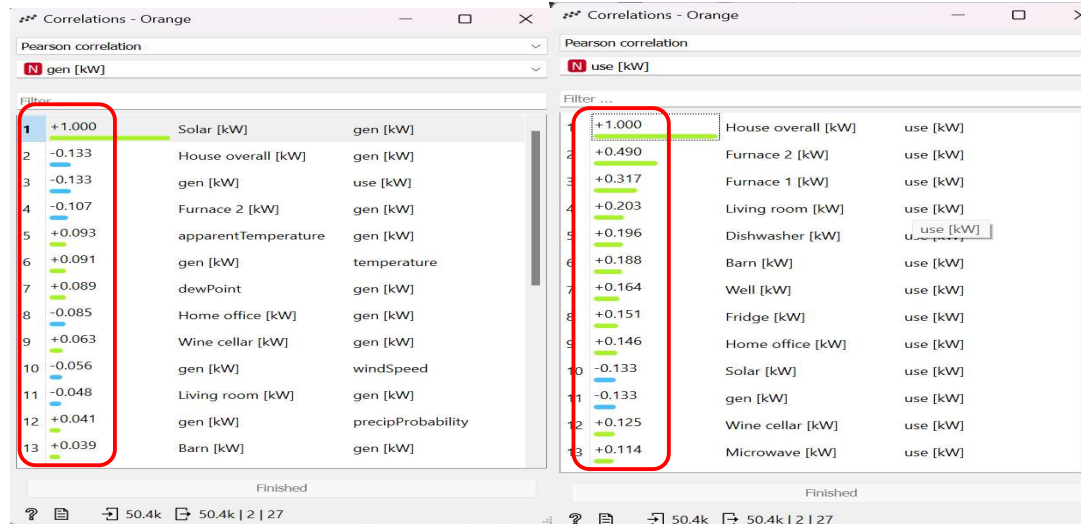 Correlations - Orange
Pearson correlation
N gen [kW]
Filter ...
1 +1.000 Solar [kW] gen [kW]
2 -0.133 House overall [kW] gen [kW]
3 -0.133 gen [kW] use [kW]
4 -0.107 Furnace 2 [kW] gen [kW]
5 +0.093 apparentTemperature gen [kW]
6 +0.091 gen [kW] temperature
7 +0.089 dewPoint gen [kW]
8 -0.085 Home office [kW] gen [kW]
9 +0.063 Wine cellar [kW] gen [kW]
10 -0.056 gen [kW] windSpeed
11 -0.048 Living room [kW] gen [kW]
12 +0.041 gen [kW] precipProbability
13 +0.039 Barn [kW] gen [kW]
Finished
? 50.4k 50.4k | 2 | 27
Correlations - Orange
Pearson correlation
N use [kW]
Filter ...
1 +1.000 House overall [kW] use [kW]
2 +0.490 Furnace 2 [kW] use [kW]
3 +0.317 Furnace 1 [kW] use [kW]
4 +0.203 Living room [kW] use [kW]
5 +0.196 Dishwasher [kW]
use [kW]
6 +0.188 Barn [kW] use [kW]
7 +0.164 Well [kW] use [kW]
8 +0.151 Fridge [kW] use [kW]
9 +0.146 Home office [kW] use [kW]
10 -0.133 Solar [kW] use [kW]
11 -0.133 gen [kW] use [kW]
12 +0.125 Wine cellar [kW] use [kW]
13 +0.114 Microwave [kW] use [kW]
Finished
? 50.4k 50.4k | 2 | 27